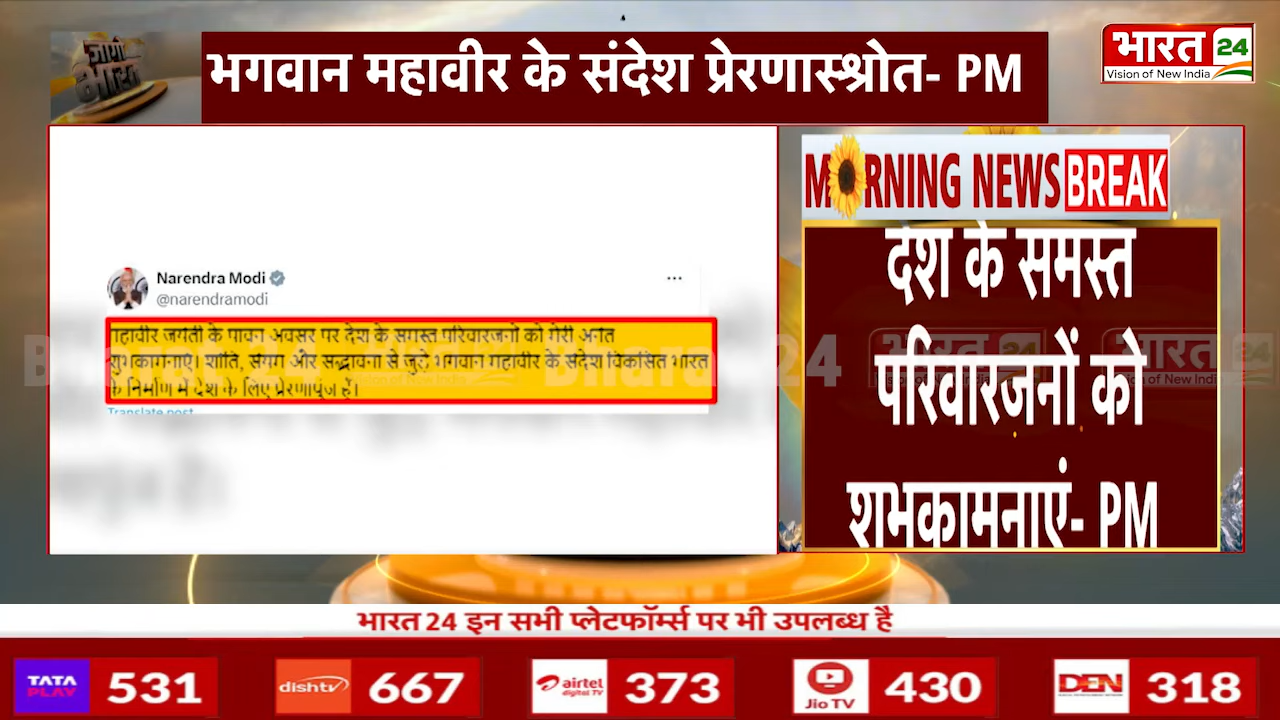 जागो
भारत
भगवान महावीर के संदेश प्रेरणास्श्रोत- PM
भारत 24
Vision of New India
MORNING NEWS BREAK
देश के समस्त
परिवारजनों को
शुभकामनाएं- PM
Narendra Modi
@narendramodi
महावीर जयंती के पावन अवसर पर देश के समस्त परिवारजनों को मेरी अनंत
शुभकामनाएं। शांति, संयम और सद्भावना से जुड़े भगवान महावीर के संदेश विकसित भारत
के निर्माण में देश के लिए प्रेरणापुंज हैं।
Translate post
भारत 24 इन सभी प्लेटफॉर्म्स पर भी उपलब्ध है
TATA PLAY 531
dishtv 667
airtel digital TV 373
JioTV 430
DEN 318